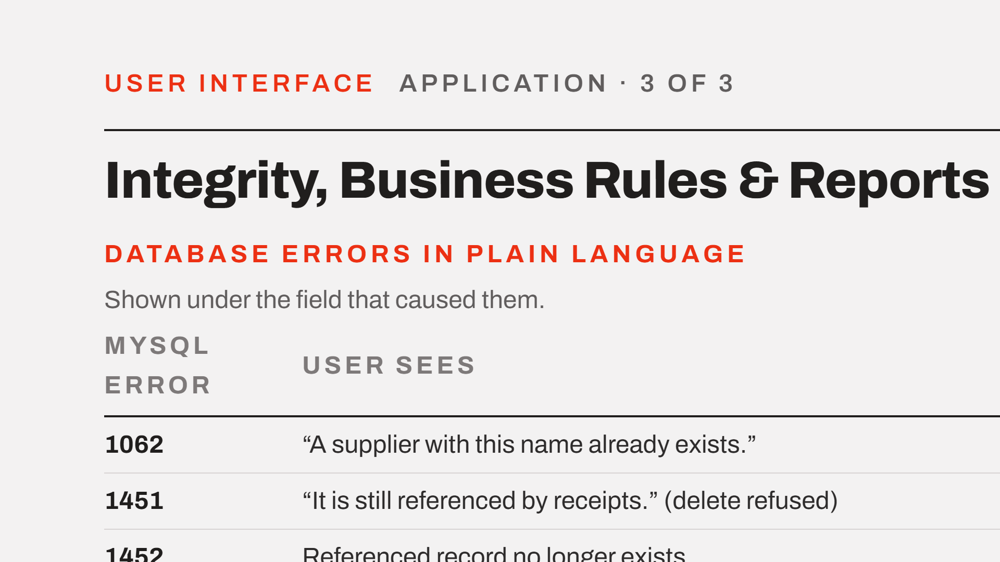 USER INTERFACE APPLICATION · 3 OF 3
Integrity, Business Rules & Reports
DATABASE ERRORS IN PLAIN LANGUAGE
Shown under the field that caused them.
MYSQL
ERROR
USER SEES
1062 “A supplier with this name already exists.”
1451 “It is still referenced by receipts.” (delete refused)
1452 Referenced record no longer exists